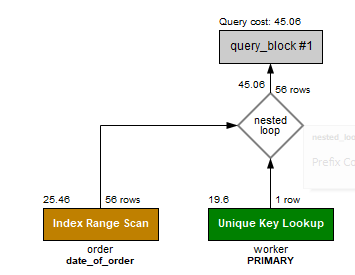 Query cost: 45.06
query_block #1
45.06 56 rows
nested
loop
nested_lo
Prefix Co
25.46 56 rows
19.6 1 row
Index Range Scan
Unique Key Lookup
order
worker
date_of_order
PRIMARY